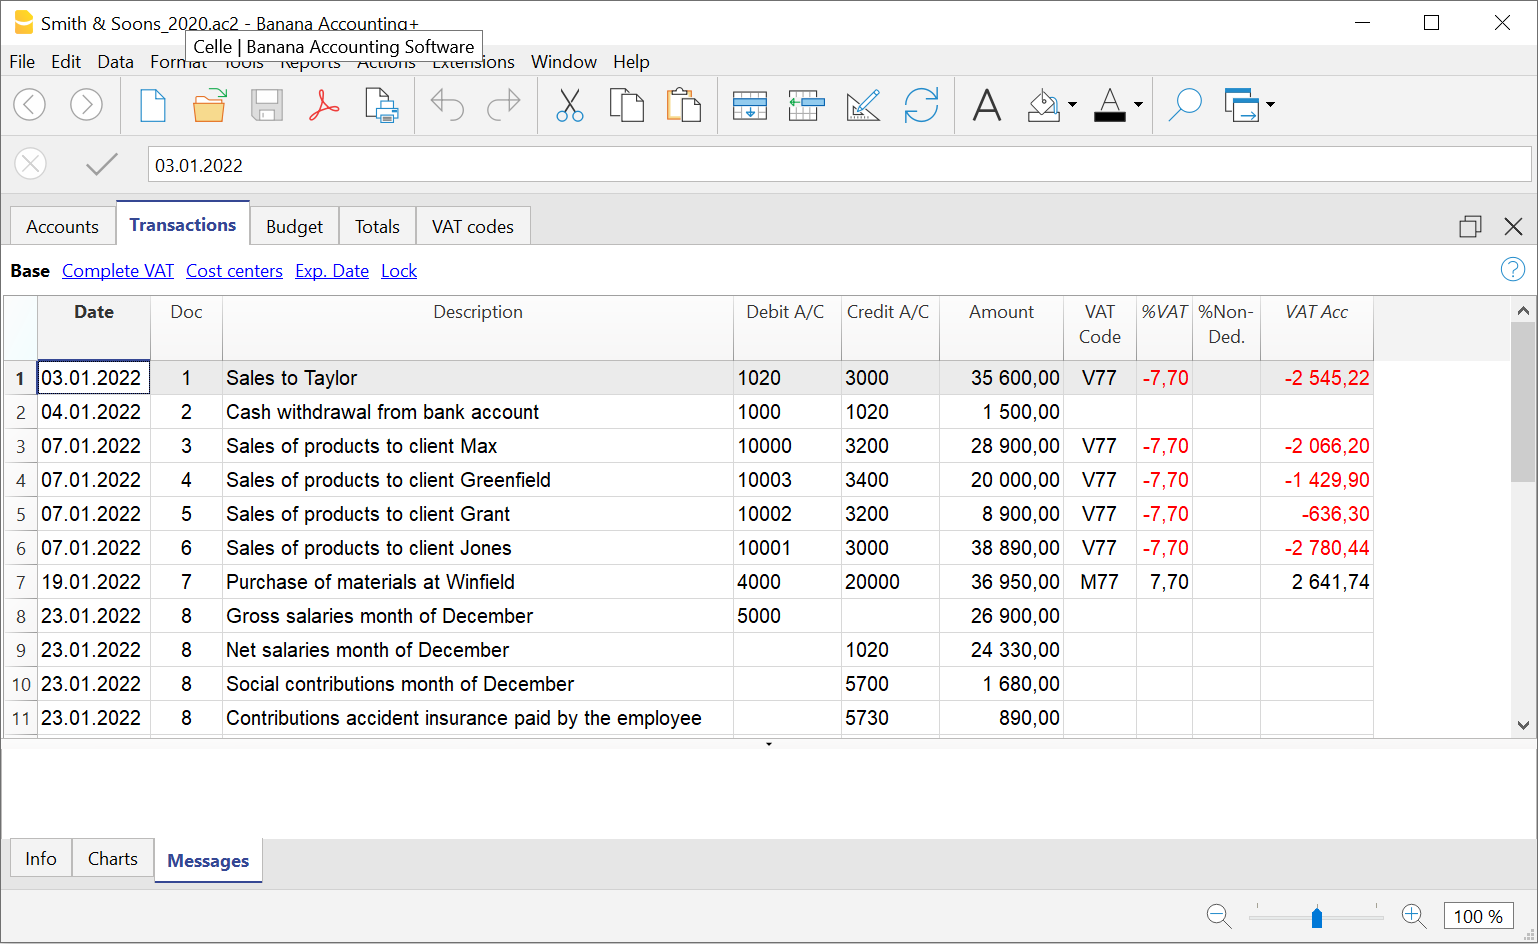 Smith & Soons_2020.ac2 - Banana Accounting+
Celle | Banana Accounting Software
File Edit Data Format Tools Reports Actions Extensions Window Help
03.01.2022
Accounts Transactions Budget Totals VAT codes
Base Complete VAT Cost centers Exp. Date Lock
Date Doc Description Debit A/C Credit A/C Amount VAT Code %VAT %Non-Ded. VAT Acc
1 03.01.2022 1 Sales to Taylor 1020 3000 35 600,00 V77 -7,70 -2 545,22
2 04.01.2022 2 Cash withdrawal from bank account 1000 1020 1 500,00
3 07.01.2022 3 Sales of products to client Max 10000 3200 28 900,00 V77 -7,70 -2 066,20
4 07.01.2022 4 Sales of products to client Greenfield 10003 3400 20 000,00 V77 -7,70 -1 429,90
5 07.01.2022 5 Sales of products to client Grant 10002 3200 8 900,00 V77 -7,70 -636,30
6 07.01.2022 6 Sales of products to client Jones 10001 3000 38 890,00 V77 -7,70 -2 780,44
7 19.01.2022 7 Purchase of materials at Winfield 4000 20000 36 950,00 M77 7,70 2 641,74
8 23.01.2022 8 Gross salaries month of December 5000 26 900,00
9 23.01.2022 8 Net salaries month of December 1020 24 330,00
10 23.01.2022 8 Social contributions month of December 5700 1 680,00
11 23.01.2022 8 Contributions accident insurance paid by the employee 5730 890,00
Info Charts Messages
100 %